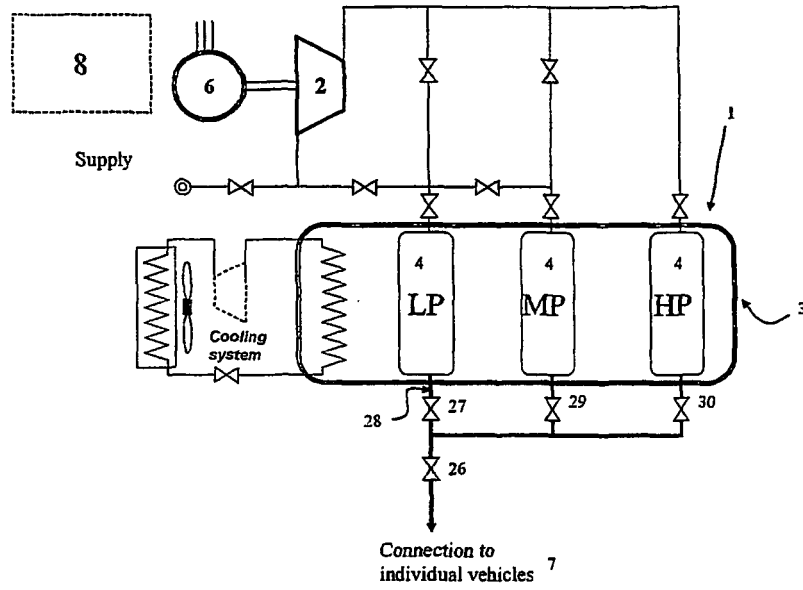 8
6
2
1
Supply
4
4
4
LP
MP
HP
3
Cooling
system
28
27
29
30
26
Connection to
individual vehicles 7